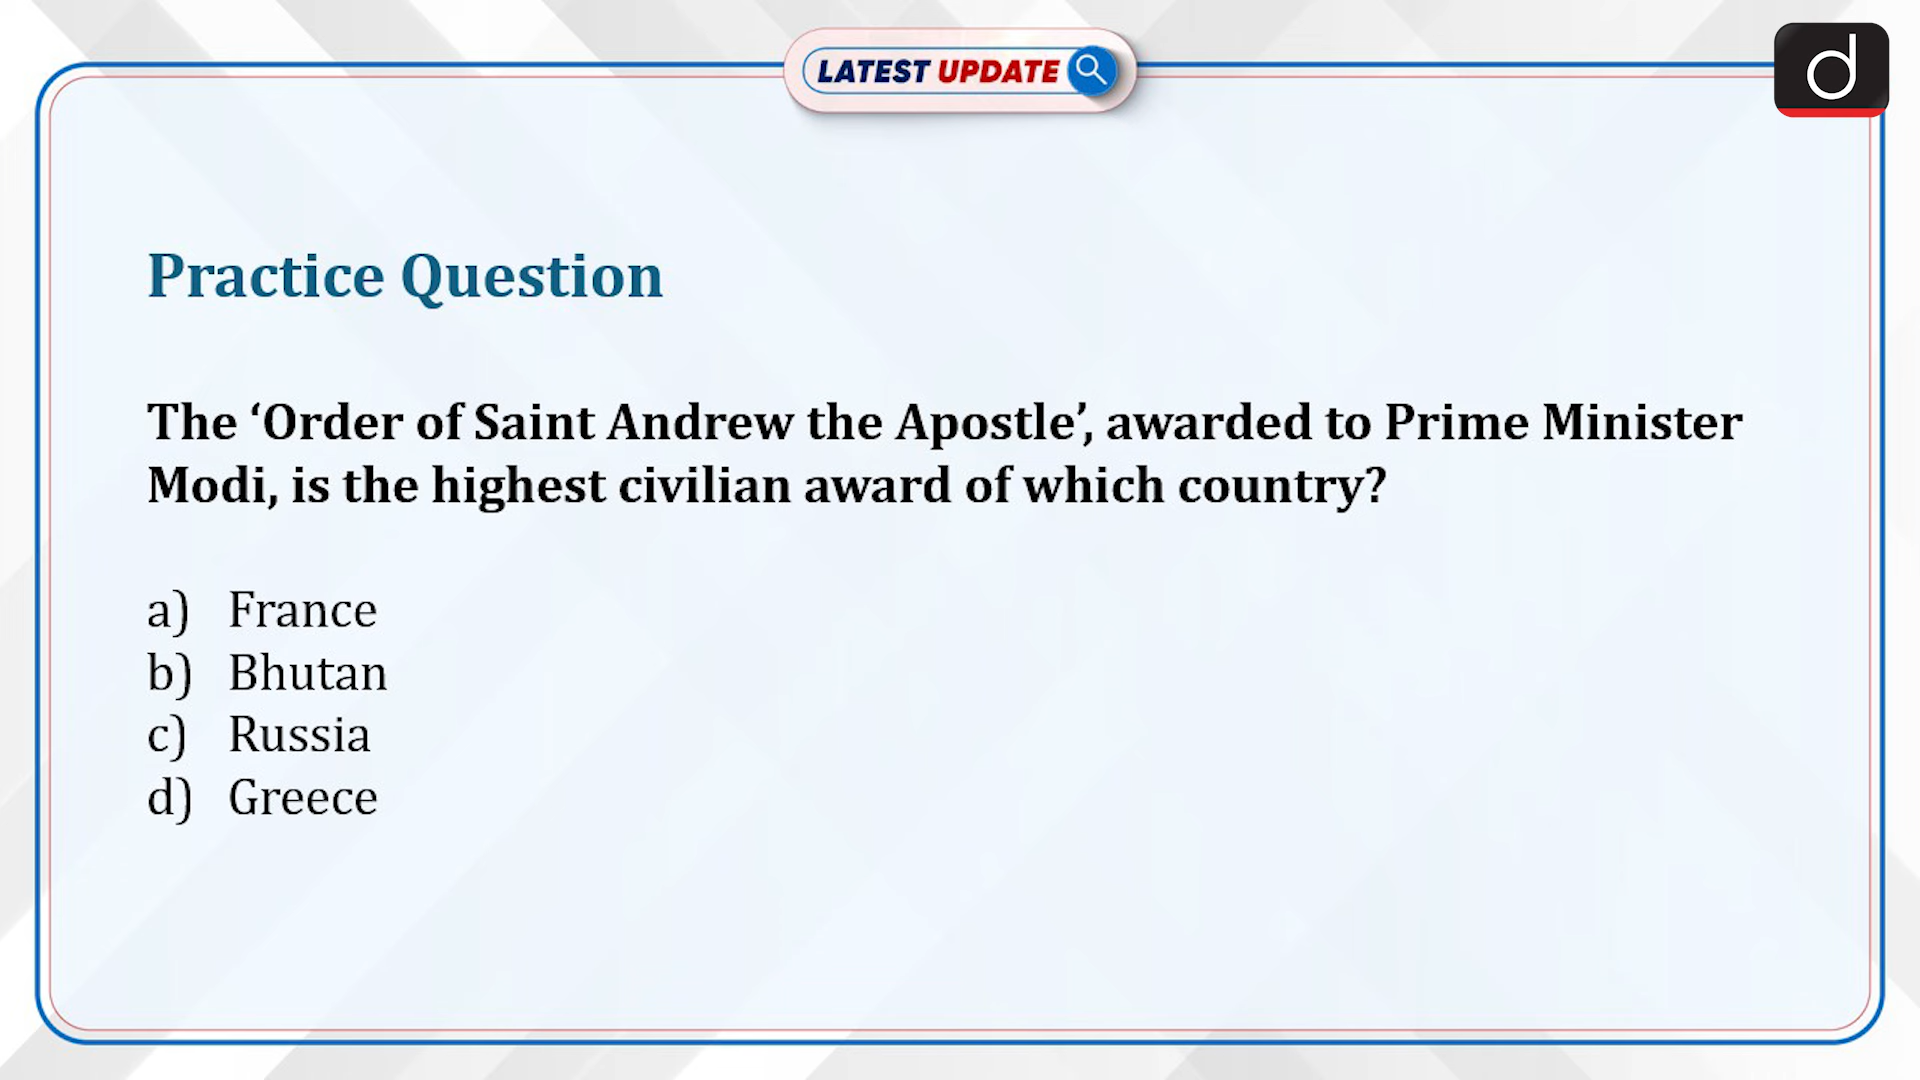 LATEST UPDATE
d
Practice Question
The ‘Order of Saint Andrew the Apostle’, awarded to Prime Minister
Modi, is the highest civilian award of which country?
a) France
b) Bhutan
c) Russia
d) Greece